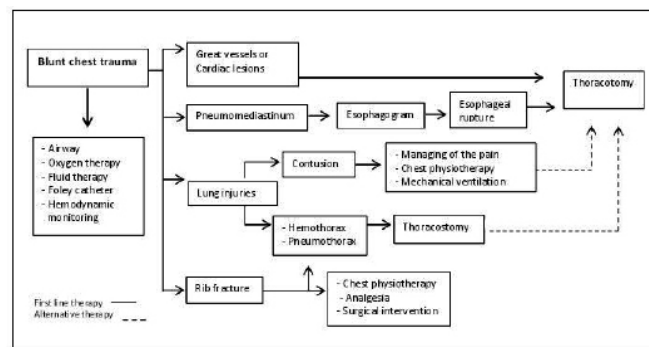 Blunt chest trauma
Great vessels or
Cardiac lesions
Thoracotomy
Pneumomediastinum
Esophagogram
Esophageal
rupture
- Airway
- Oxygen therapy
- Fluid therapy
- Foley catheter
- Hemodynamic
monitoring
Lung injuries
Contusion
- Managing of the pain
- Chest physiotherapy
- Mechanical ventilation
- Hemothorax
- Pneumothorax
Thoracostomy
Rib fracture
- Chest physiotherapy
- Analgesia
- Surgical intervention
First line therapy
Alternative therapy